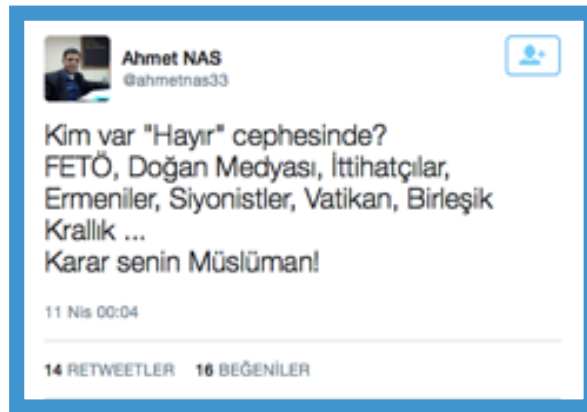 Ahmet NAS
@ahmetnas33
Kim var "Hayır" cephesinde?
FETÖ, Doğan Medyası, İttihatçılar,
Ermeniler, Siyonistler, Vatikan, Birleşik
Krallık ...
Karar senin Müslüman!
11 Nis 00:04
14 RETWEETLER 16 BEĞENİLER